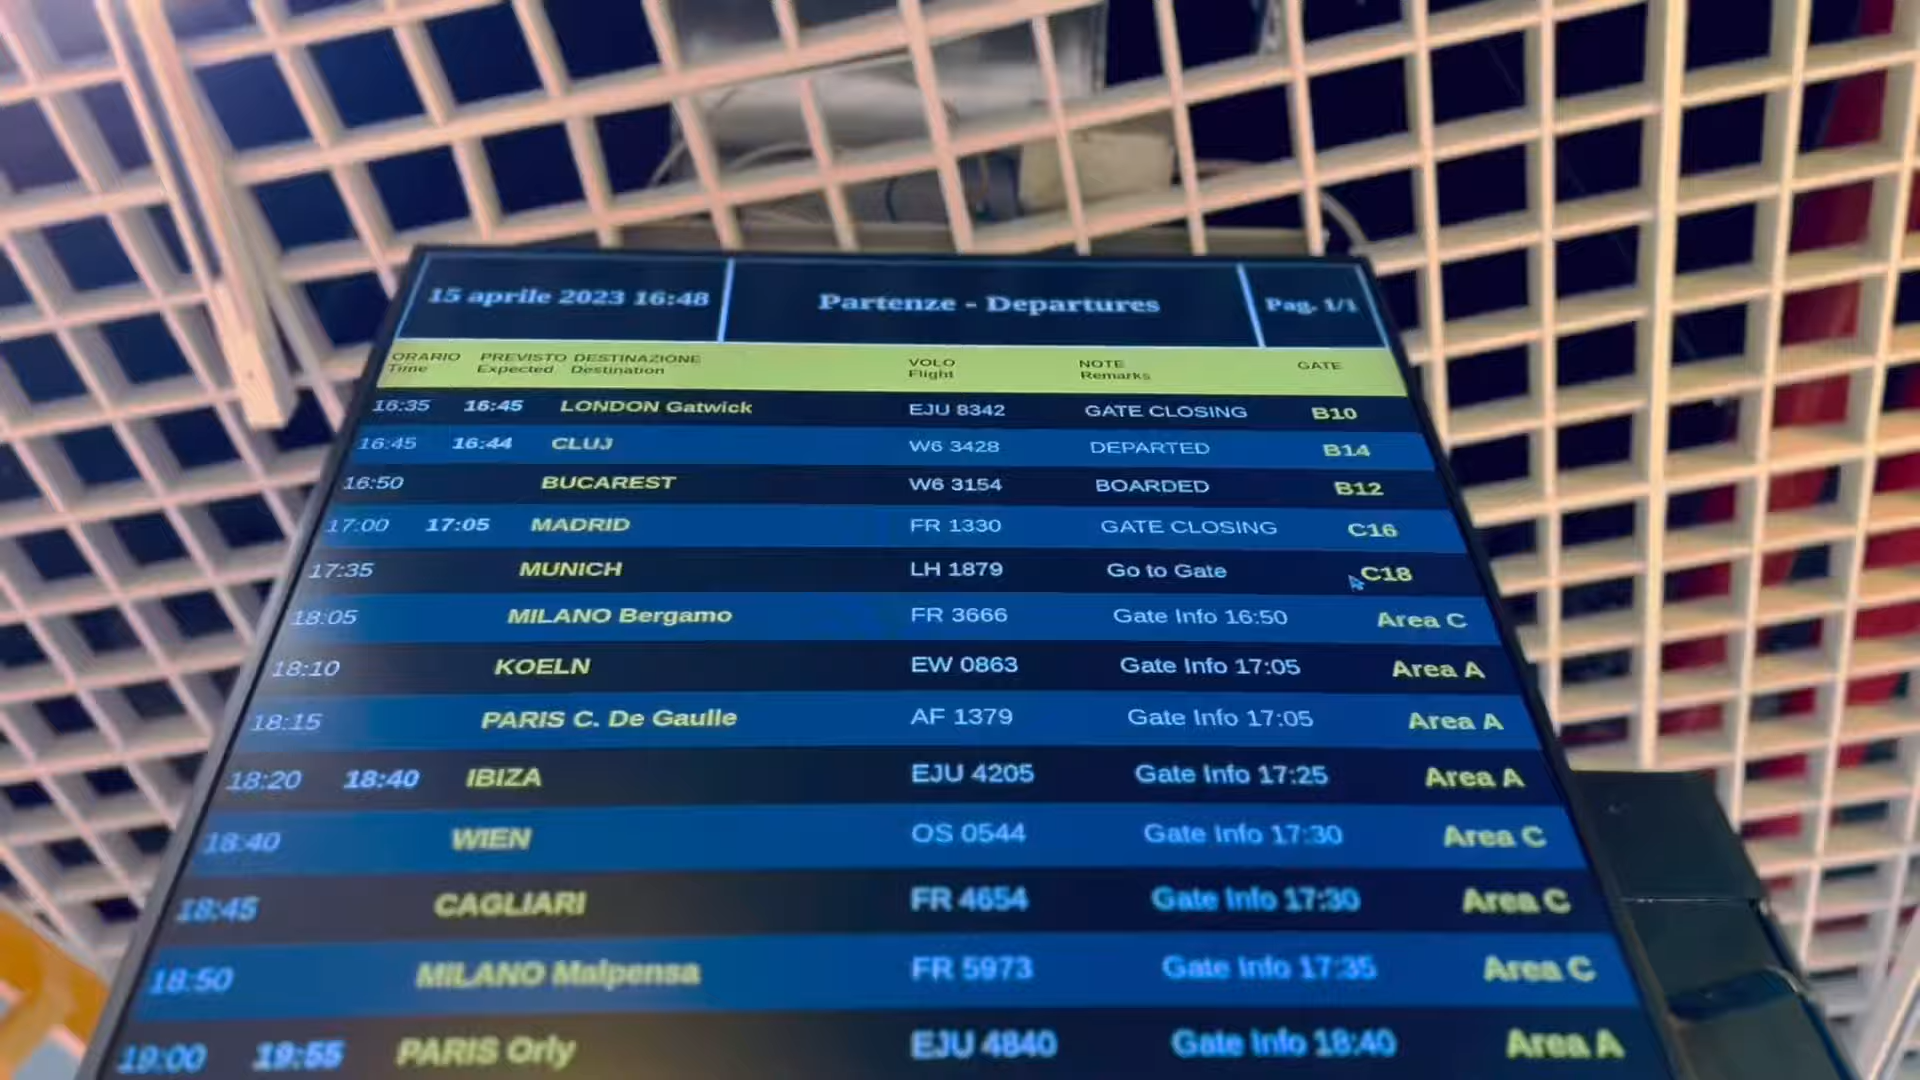 15 aprile 2023 16:48 Partenze - Departures Pag. 1/1
ORARIO PREVISTO DESTINAZIONE VOLO NOTE GATE
Time Expected Destination Flight Remarks
16:35 16:45 LONDON Gatwick EJU 8342 GATE CLOSING B10
16:45 16:44 CLUJ W6 3428 DEPARTED B14
16:50 BUCAREST W6 3154 BOARDED B12
17:00 17:05 MADRID FR 1330 GATE CLOSING C16
17:35 MUNICH LH 1879 Go to Gate C18
18:05 MILANO Bergamo FR 3666 Gate Info 16:50 Area C
18:10 KOELN EW 0863 Gate Info 17:05 Area A
18:15 PARIS C. De Gaulle AF 1379 Gate Info 17:05 Area A
18:20 18:40 IBIZA EJU 4205 Gate Info 17:25 Area A
18:40 WIEN OS 0544 Gate Info 17:30 Area C
18:45 CAGLIARI FR 4654 Gate Info 17:30 Area C
18:50 MILANO Malpensa FR 5973 Gate Info 17:35 Area C
19:00 19:55 PARIS Orly EJU 4840 Gate Info 18:40 Area A